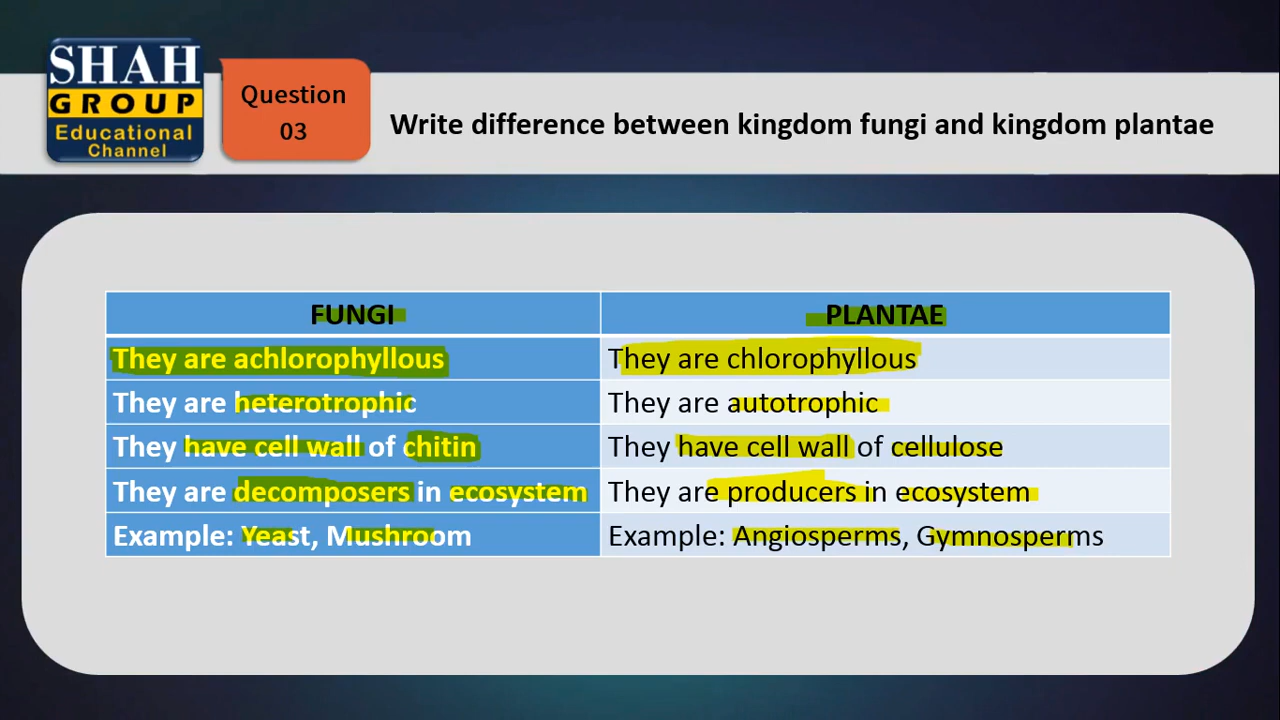 SHAH
GROUP
Educational
Channel
Question
03
Write difference between kingdom fungi and kingdom plantae
FUNGI PLANTAE
They are achlorophyllous They are chlorophyllous
They are heterotrophic They are autotrophic
They have cell wall of chitin They have cell wall of cellulose
They are decomposers in ecosystem They are producers in ecosystem
Example: Yeast, Mushroom Example: Angiosperms, Gymnosperms